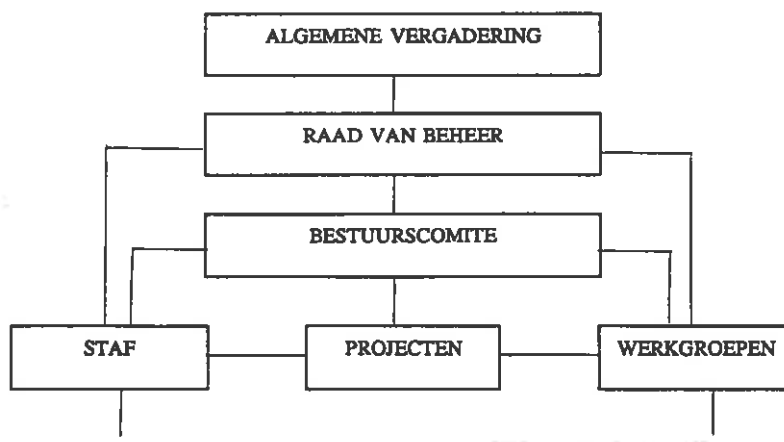 ALGEMENE VERGADERING
RAAD VAN BEHEER
BESTUURSCOMITE
STAF
PROJECTEN
WERKGROEPEN